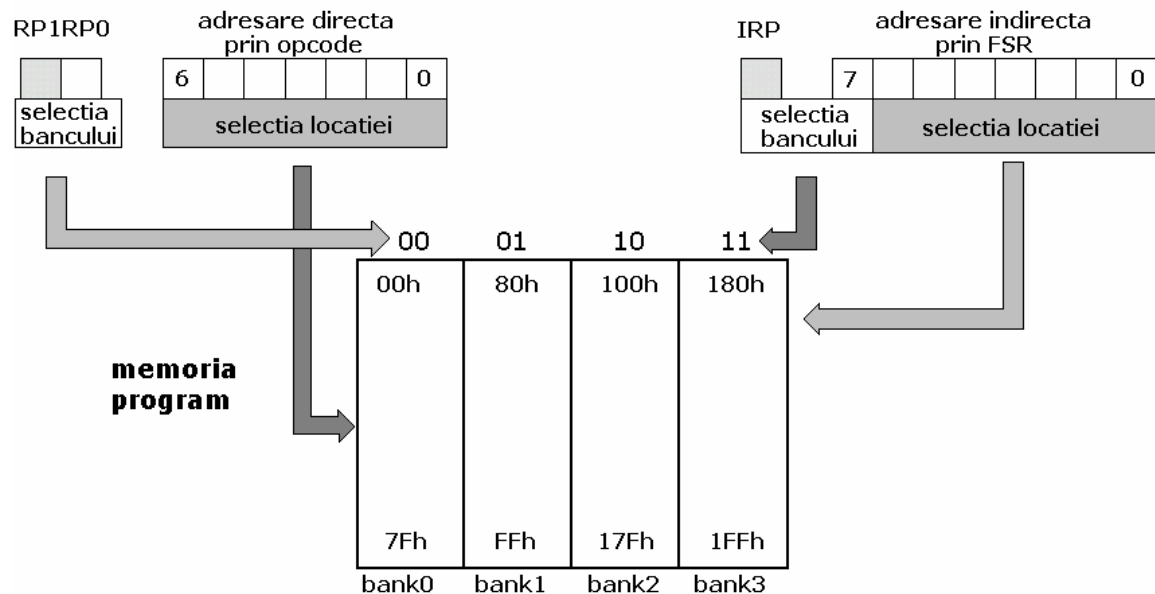 RP1RP0
adresare directa
prin opcode
6 0
selectia
bancului
selectia locatiei
IRP
adresare indirecta
prin FSR
7 0
selectia
bancului
selectia locatiei
00 01 10 11
00h 80h 100h 180h
memoria
program
7Fh FFh 17Fh 1FFh
bank0 bank1 bank2 bank3